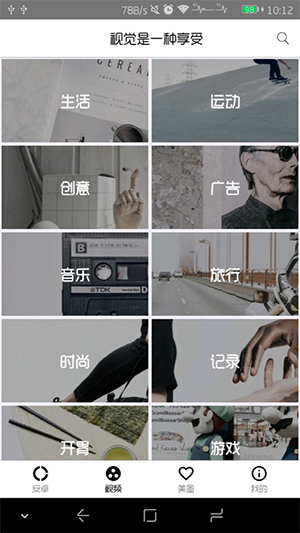 78B/s 98 10:12
视觉是一种享受
CEREAL
生活
运动
创意
广告
B
音乐
TDK
旅行
时尚
记录
开胃
游戏
安卓
视频
美图
我的